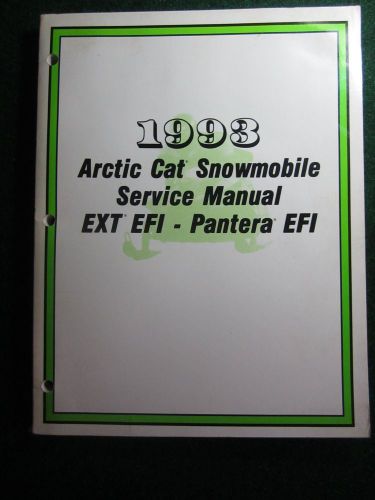 1993
Arctic Cat Snowmobile
Service Manual
EXT EFI - Pantera EFI